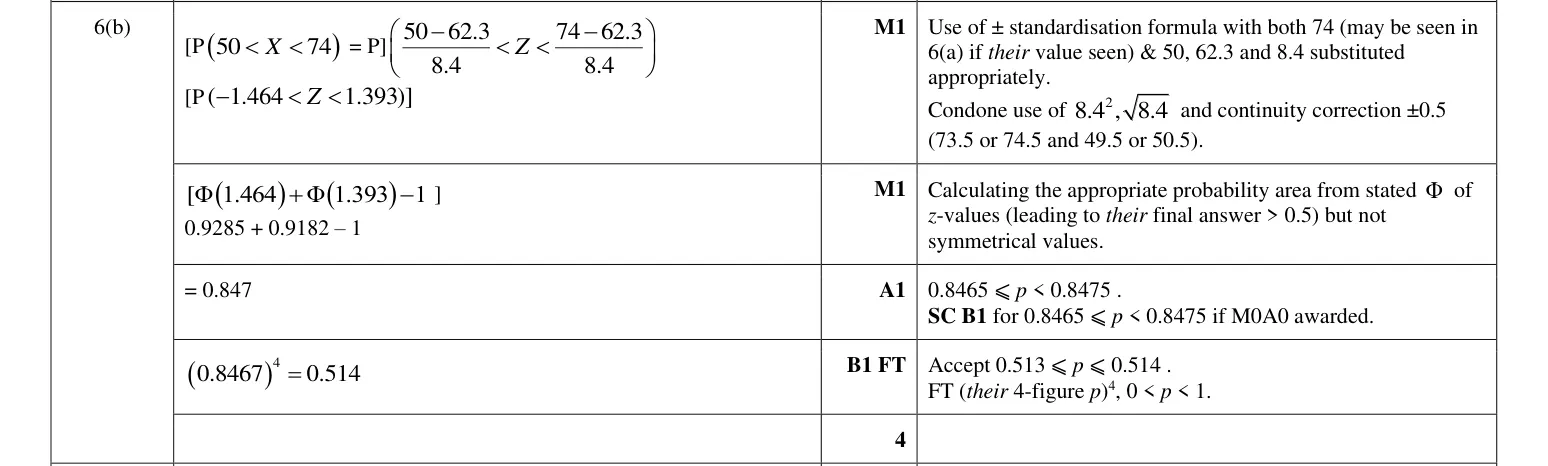 6(b)
[P(50 < X < 74) = P](50 − 62.3 / 8.4 < Z < 74 − 62.3 / 8.4)
[P(−1.464 < Z < 1.393)]
M1
Use of ± standardisation formula with both 74 (may be seen in
6(a) if their value seen) & 50, 62.3 and 8.4 substituted
appropriately.
Condone use of 8.4², √8.4 and continuity correction ±0.5
(73.5 or 74.5 and 49.5 or 50.5).
[Φ(1.464) + Φ(1.393) − 1 ]
0.9285 + 0.9182 – 1
M1
Calculating the appropriate probability area from stated Φ of
z-values (leading to their final answer > 0.5) but not
symmetrical values.
= 0.847
A1
0.8465 ⩽ p < 0.8475 .
SC B1 for 0.8465 ⩽ p < 0.8475 if M0A0 awarded.
(0.8467)⁴ = 0.514
B1 FT
Accept 0.513 ⩽ p ⩽ 0.514 .
FT (their 4-figure p)⁴, 0 < p < 1.
4